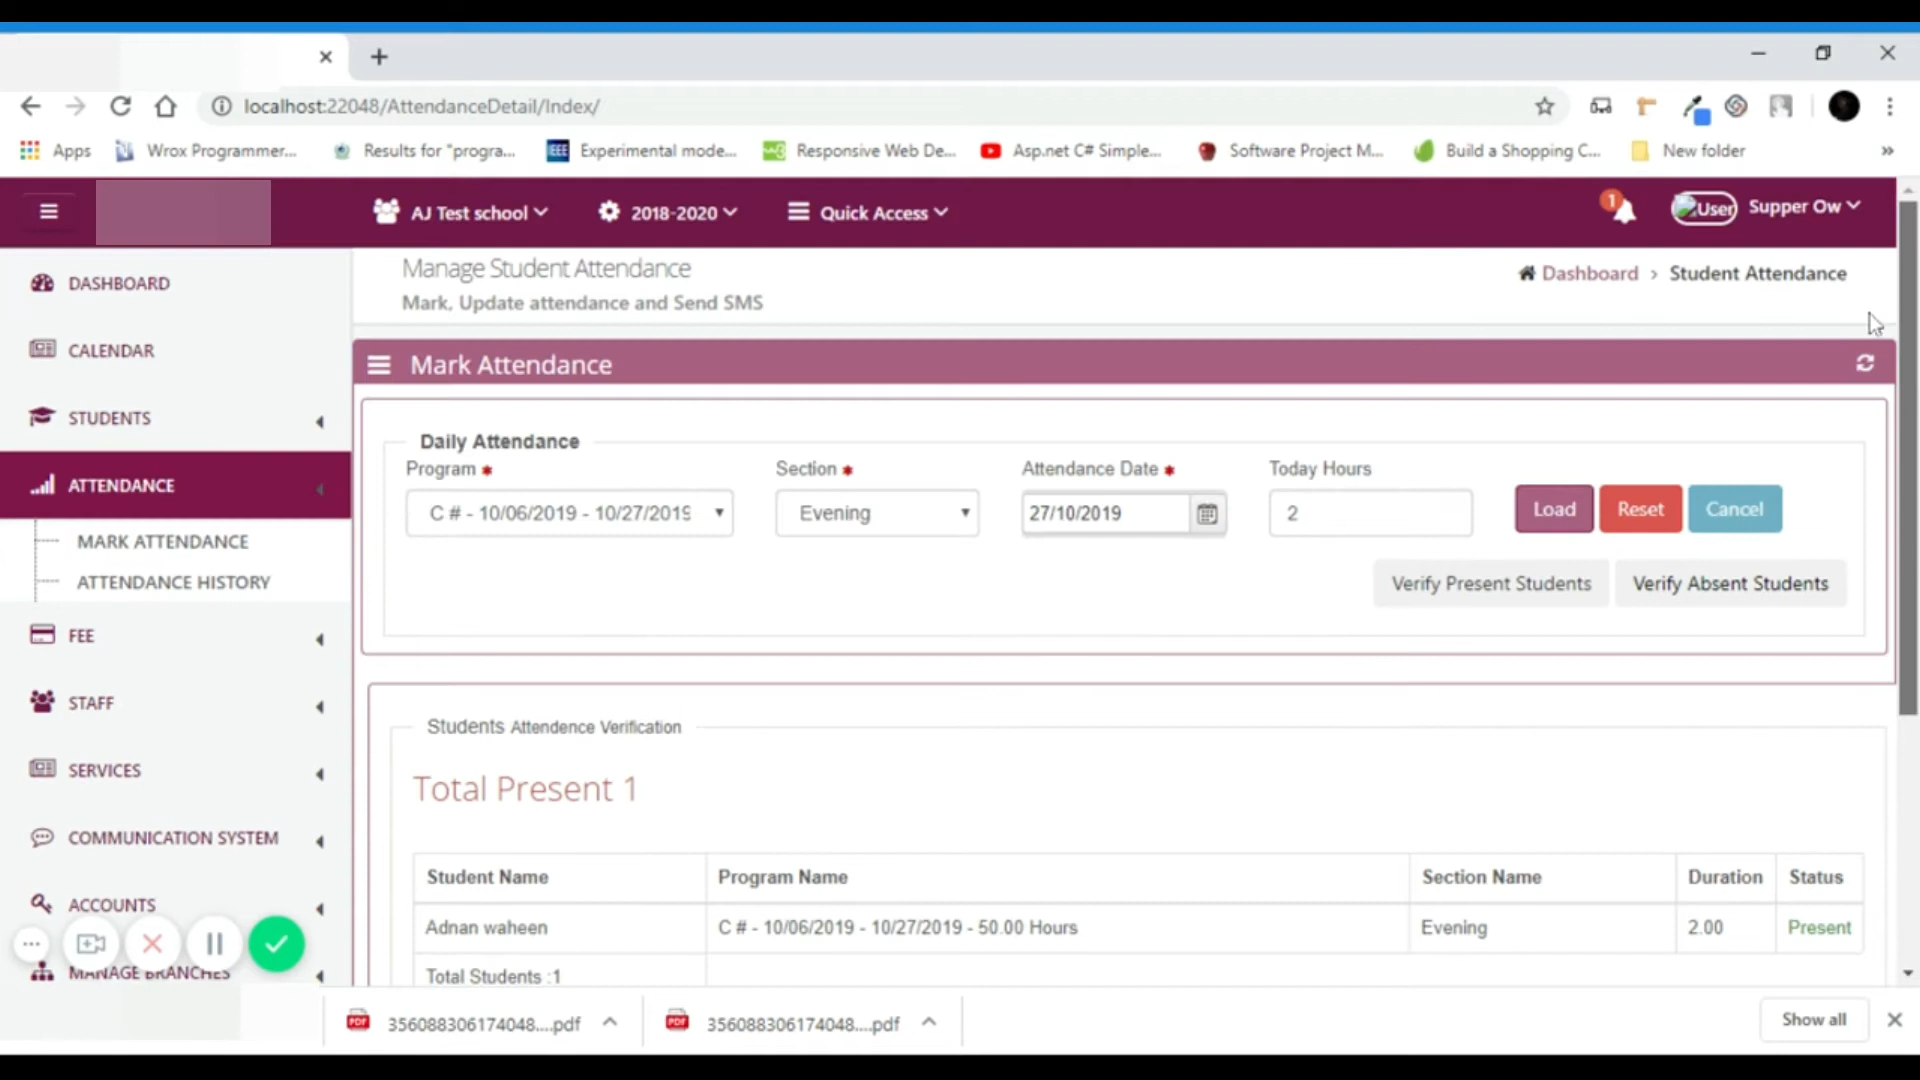 localhost:22048/AttendanceDetail/Index/
Apps Wrox Programmer... Results for "progra... IEEE Experimental mode... Responsive Web De... Asp.net C# Simple... Software Project M... Build a Shopping C... New folder »
AJ Test school 2018-2020 Quick Access 1 User Supper Ow
DASHBOARD
CALENDAR
STUDENTS
ATTENDANCE
MARK ATTENDANCE
ATTENDANCE HISTORY
FEE
STAFF
SERVICES
COMMUNICATION SYSTEM
ACCOUNTS
MANAGE BRANCHES
Manage Student Attendance
Mark, Update attendance and Send SMS
Dashboard > Student Attendance
Mark Attendance
Daily Attendance
Program * Section * Attendance Date * Today Hours
C # - 10/06/2019 - 10/27/2019 Evening 27/10/2019 2 Load Reset Cancel
Verify Present Students Verify Absent Students
Students Attendence Verification
Total Present 1
Student Name Program Name Section Name Duration Status
Adnan waheen C # - 10/06/2019 - 10/27/2019 - 50.00 Hours Evening 2.00 Present
Total Students :1
PDF 356088306174048....pdf PDF 356088306174048....pdf Show all